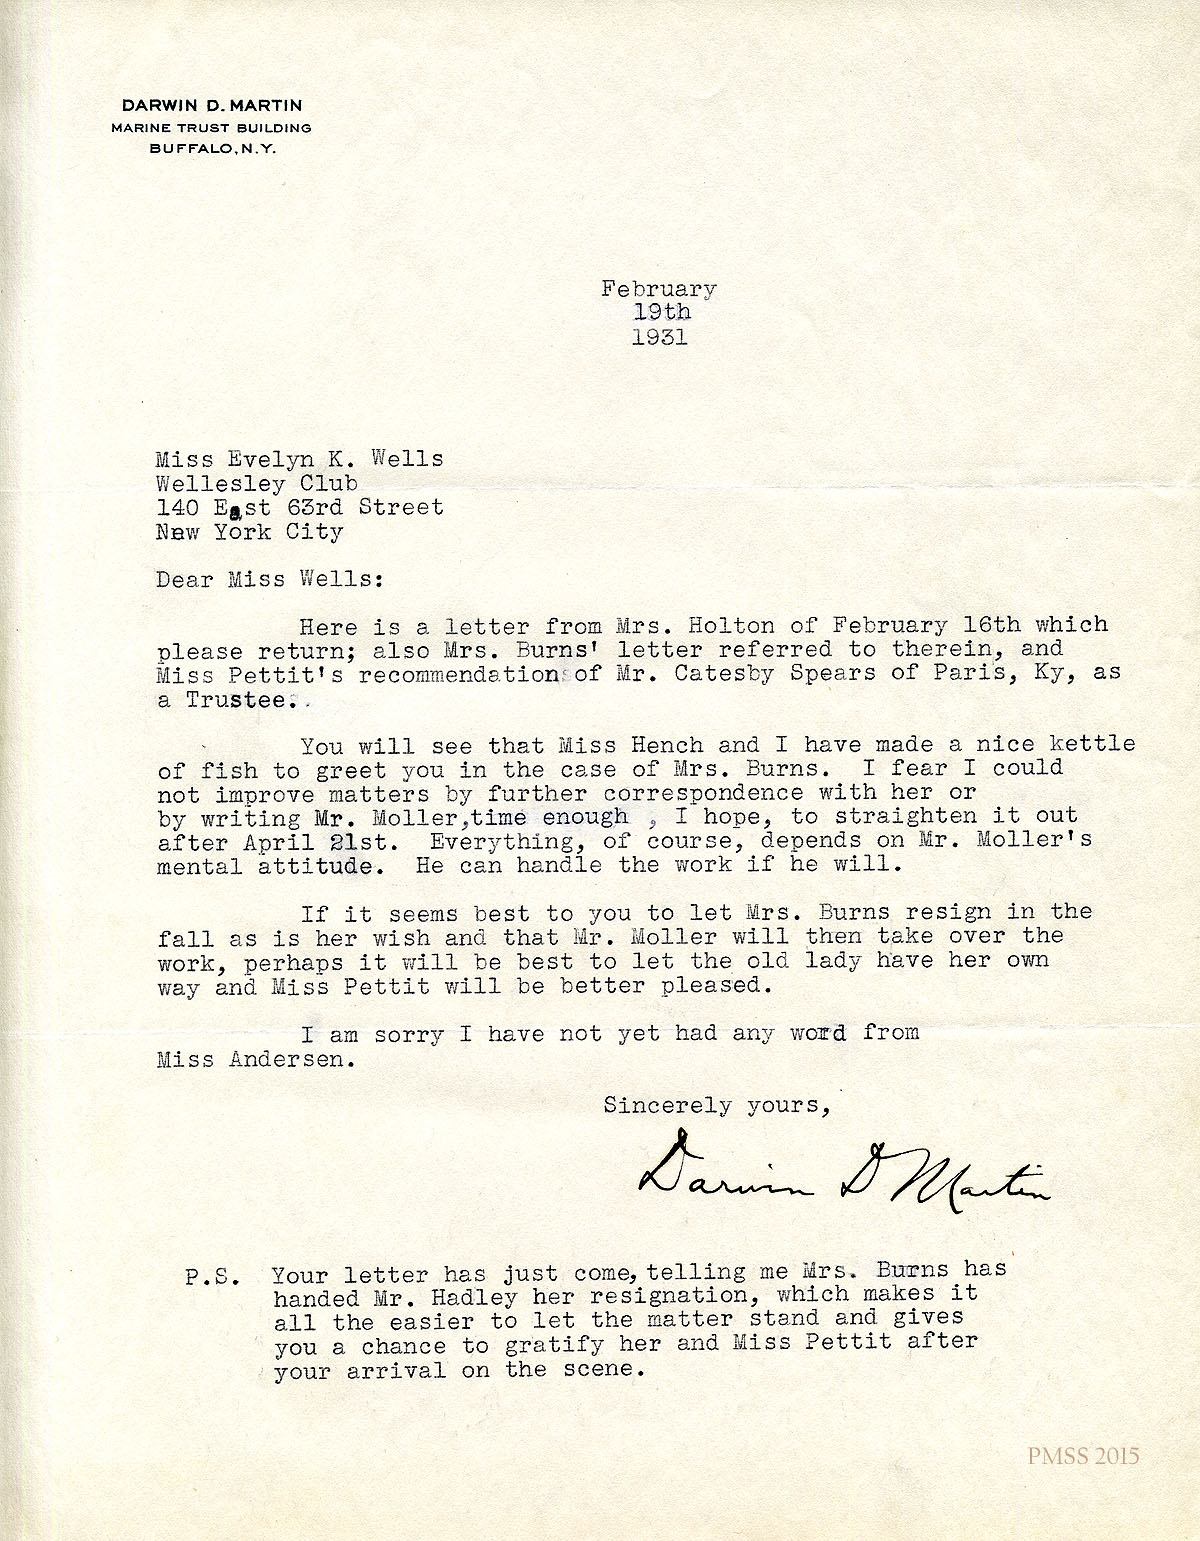 DARWIN D. MARTIN
MARINE TRUST BUILDING
BUFFALO, N.Y.
February
19th
1931
Miss Evelyn K. Wells
Wellesley Club
140 East 63rd Street
New York City
Dear Miss Wells:
Here is a letter from Mrs. Holton of February 16th which
please return; also Mrs. Burns' letter referred to therein, and
Miss Pettit's recommendation of Mr. Catesby Spears of Paris, Ky, as
a Trustee.
You will see that Miss Hench and I have made a nice kettle
of fish to greet you in the case of Mrs. Burns. I fear I could
not improve matters by further correspondence with her or
by writing Mr. Moller,time enough , I hope, to straighten it out
after April 21st. Everything, of course, depends on Mr. Moller's
mental attitude. He can handle the work if he will.
If it seems best to you to let Mrs. Burns resign in the
fall as is her wish and that Mr. Moller will then take over the
work, perhaps it will be best to let the old lady have her own
way and Miss Pettit will be better pleased.
I am sorry I have not yet had any word from
Miss Andersen.
Sincerely yours,
Darwin D Martin
P.S. Your letter has just come, telling me Mrs. Burns has
handed Mr. Hadley her resignation, which makes it
all the easier to let the matter stand and gives
you a chance to gratify her and Miss Pettit after
your arrival on the scene.
PMSS 2015